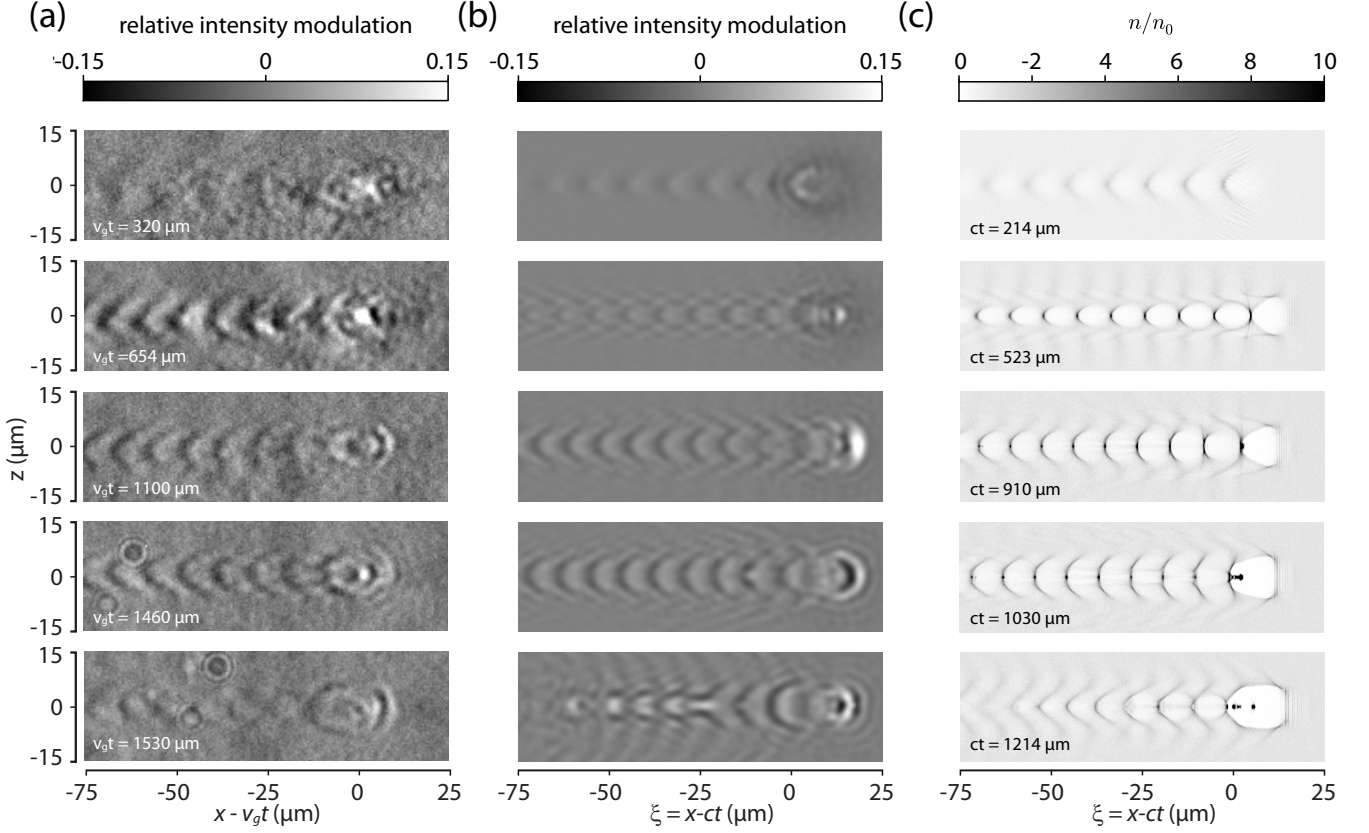 (a)
relative intensity modulation
-0.15 0 0.15
(b)
relative intensity modulation
-0.15 0 0.15
(c)
n/n0
0 -2 4 6 8 10
15
0
-15
vgt = 320 µm
ct = 214 µm
15
0
-15
vgt =654 µm
ct = 523 µm
15
0
-15
vgt = 1100 µm
ct = 910 µm
z (µm)
15
0
-15
vgt = 1460 µm
ct = 1030 µm
15
0
-15
vgt = 1530 µm
ct = 1214 µm
-75 -50 -25 0 25
x - vgt (µm)
-75 -50 -25 0 25
ξ = x-ct (µm)
-75 -50 -25 0 25
ξ = x-ct (µm)